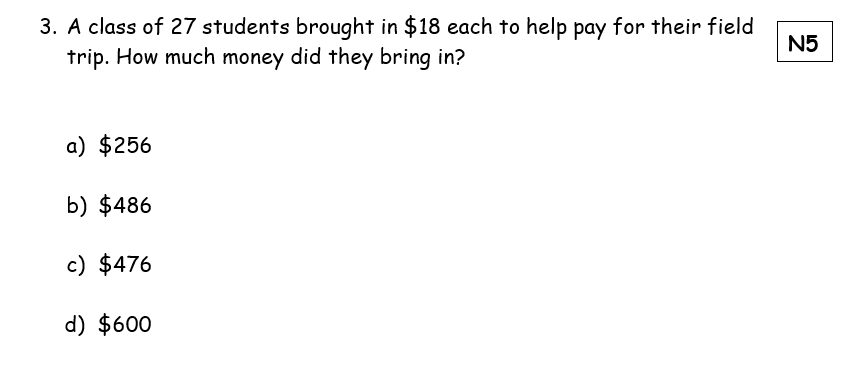 3. A class of 27 students brought in $18 each to help pay for their field
trip. How much money did they bring in?
N5
a) $256
b) $486
c) $476
d) $600